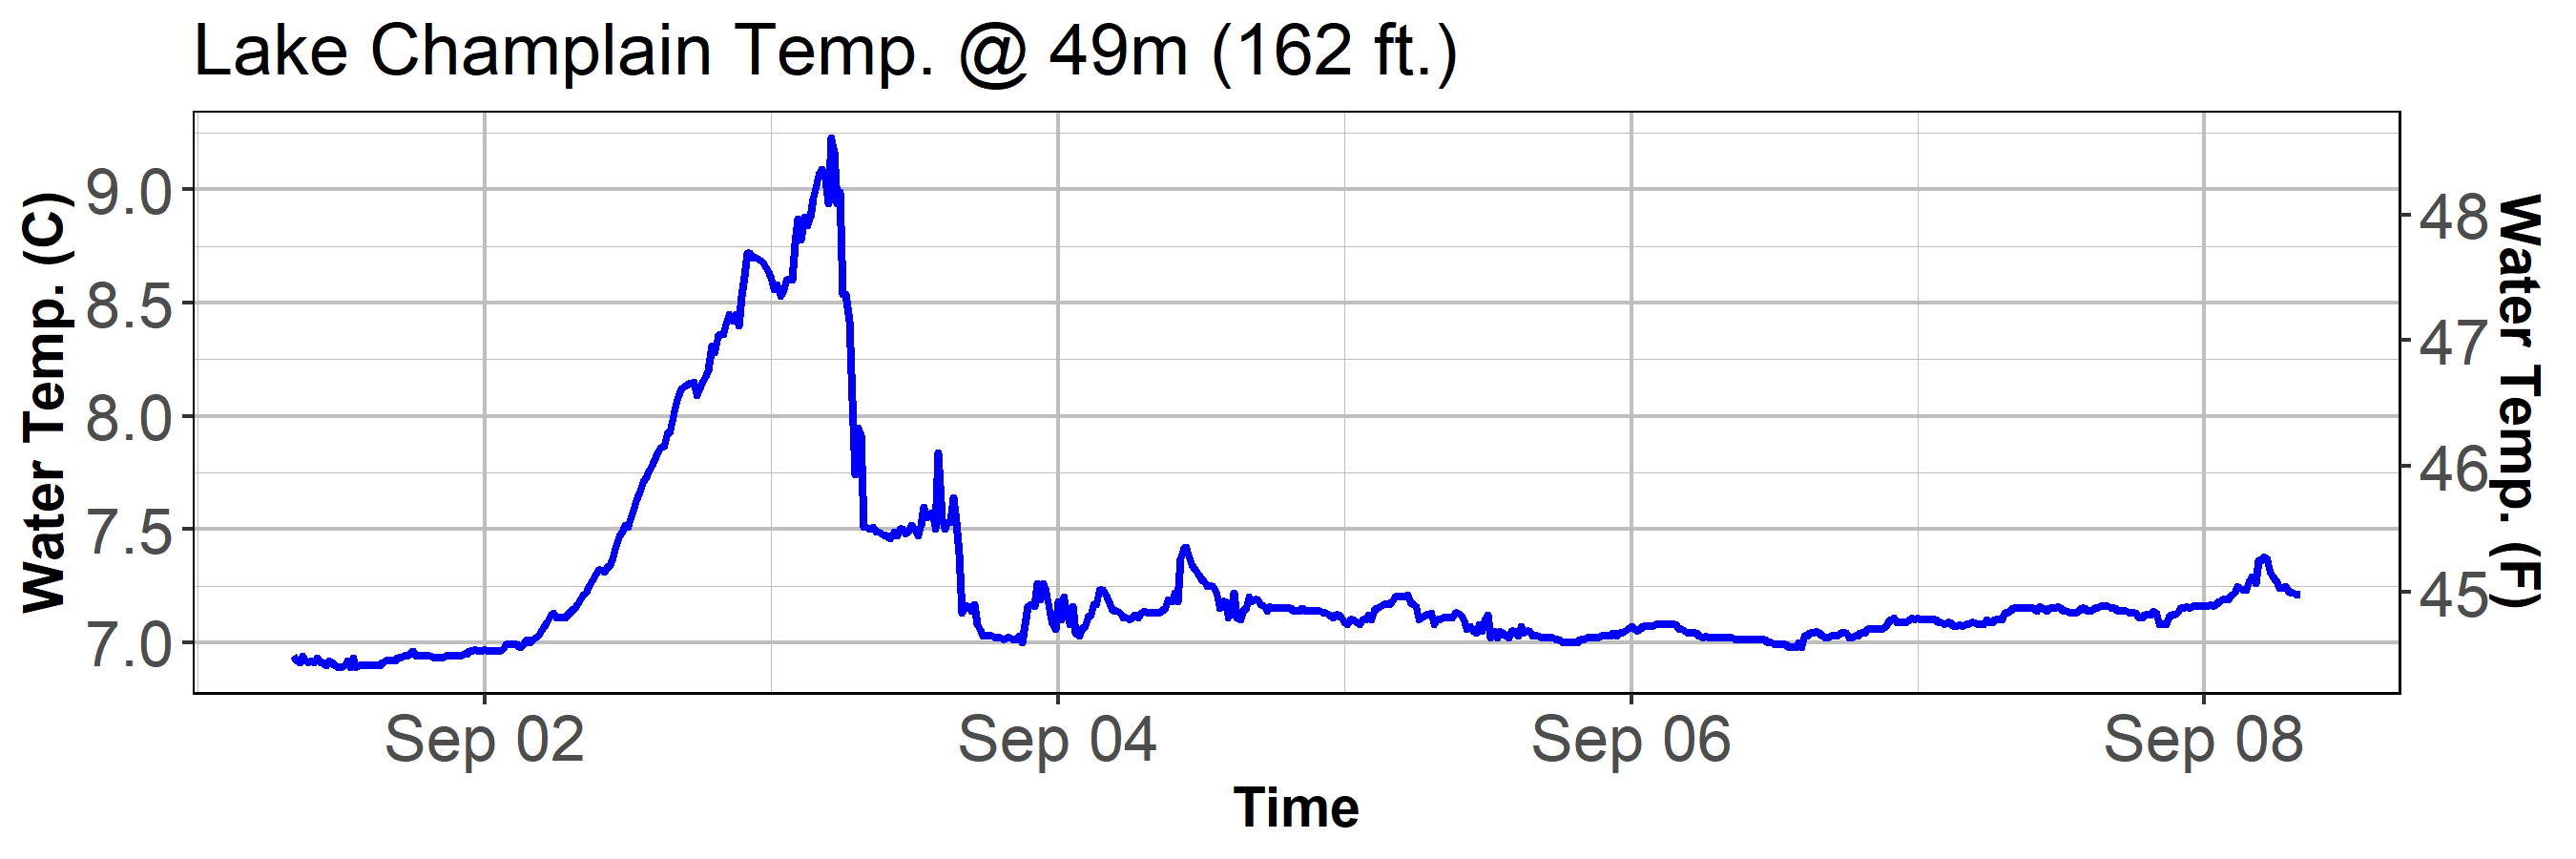 Lake Champlain Temp. @ 49m (162 ft.)
Water Temp. (C)
9.0
8.5
8.0
7.5
7.0
48
47
46
45
Water Temp. (F)
Sep 02 Sep 04 Sep 06 Sep 08
Time